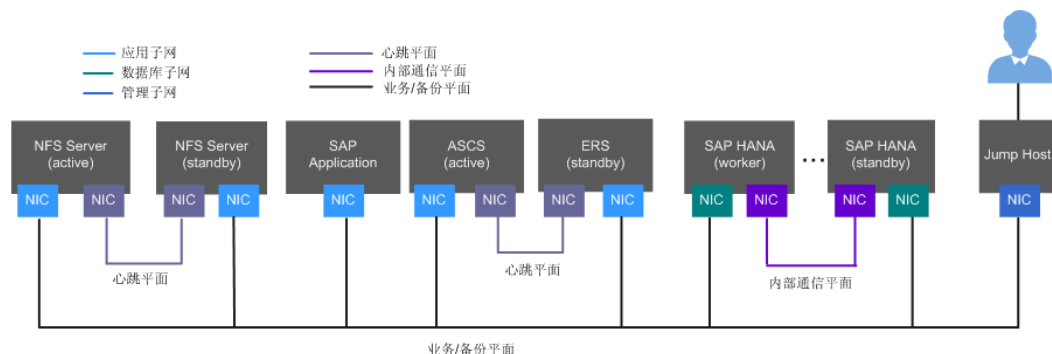 应用子网
数据库子网
管理子网
心跳平面
内部通信平面
业务/备份平面
NFS Server
(active)
NFS Server
(standby)
SAP
Application
ASCS
(active)
ERS
(standby)
SAP HANA
(worker)
...
SAP HANA
(standby)
Jump Host
NIC
NIC
NIC
NIC
NIC
NIC
NIC
NIC
NIC
NIC
NIC
NIC
NIC
NIC
心跳平面
心跳平面
内部通信平面
业务/备份平面